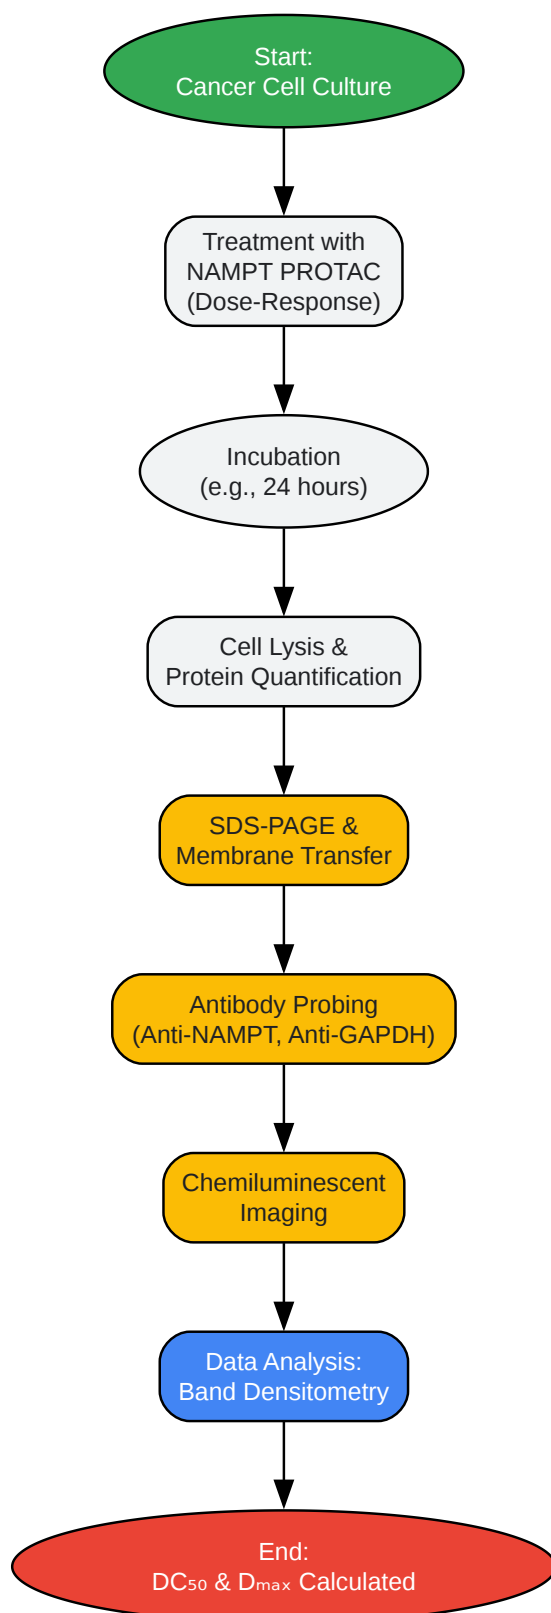 Start:
Cancer Cell Culture
Treatment with
NAMPT PROTAC
(Dose-Response)
Incubation
(e.g., 24 hours)
Cell Lysis &
Protein Quantification
SDS-PAGE &
Membrane Transfer
Antibody Probing
(Anti-NAMPT, Anti-GAPDH)
Chemiluminescent
Imaging
Data Analysis:
Band Densitometry
End:
DC₅₀ & Dₘₐₓ Calculated